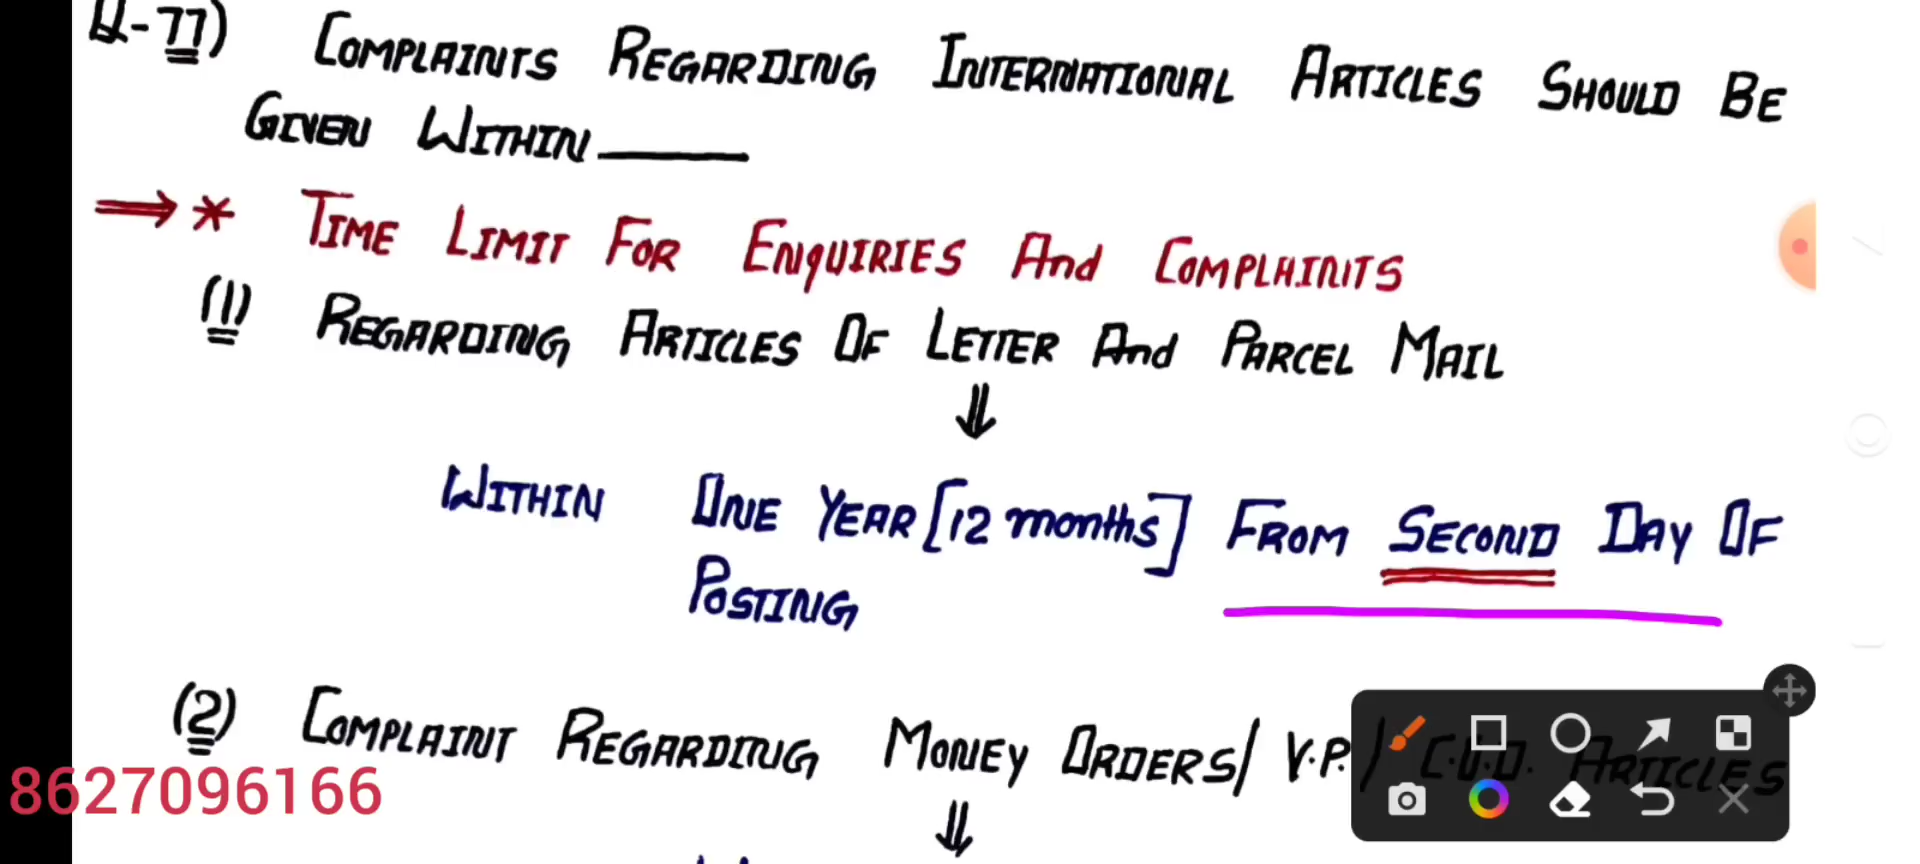 Q-77) COMPLAINTS REGARDING INTERNATIONAL ARTICLES SHOULD BE
GIVEN WITHIN
⇒ * TIME LIMIT FOR ENQUIRIES And COMPLAINTS
(1) REGARDING ARTICLES OF LETTER And PARCEL MAIL
⇓
WITHIN ONE YEAR [12 months] FROM SECOND DAY OF
POSTING
(2) COMPLAINT REGARDING MONEY ORDERS/ V.P./ C.O.D. ARTICLES
8627096166
⇓